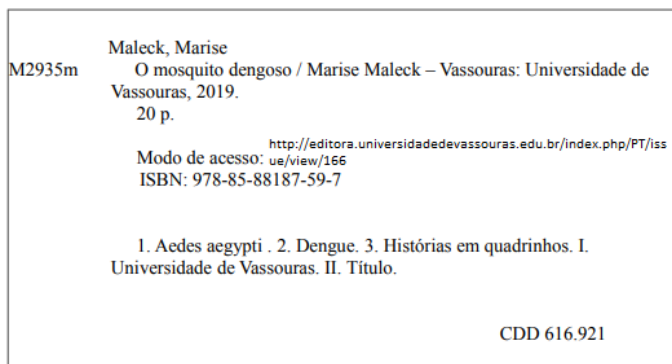 Maleck, Marise
M2935m O mosquito dengoso / Marise Maleck – Vassouras: Universidade de
Vassouras, 2019.
20 p.
Modo de acesso: http://editora.universidadedevassouras.edu.br/index.php/PT/iss
ue/view/166
ISBN: 978-85-88187-59-7
1. Aedes aegypti . 2. Dengue. 3. Histórias em quadrinhos. I.
Universidade de Vassouras. II. Título.
CDD 616.921